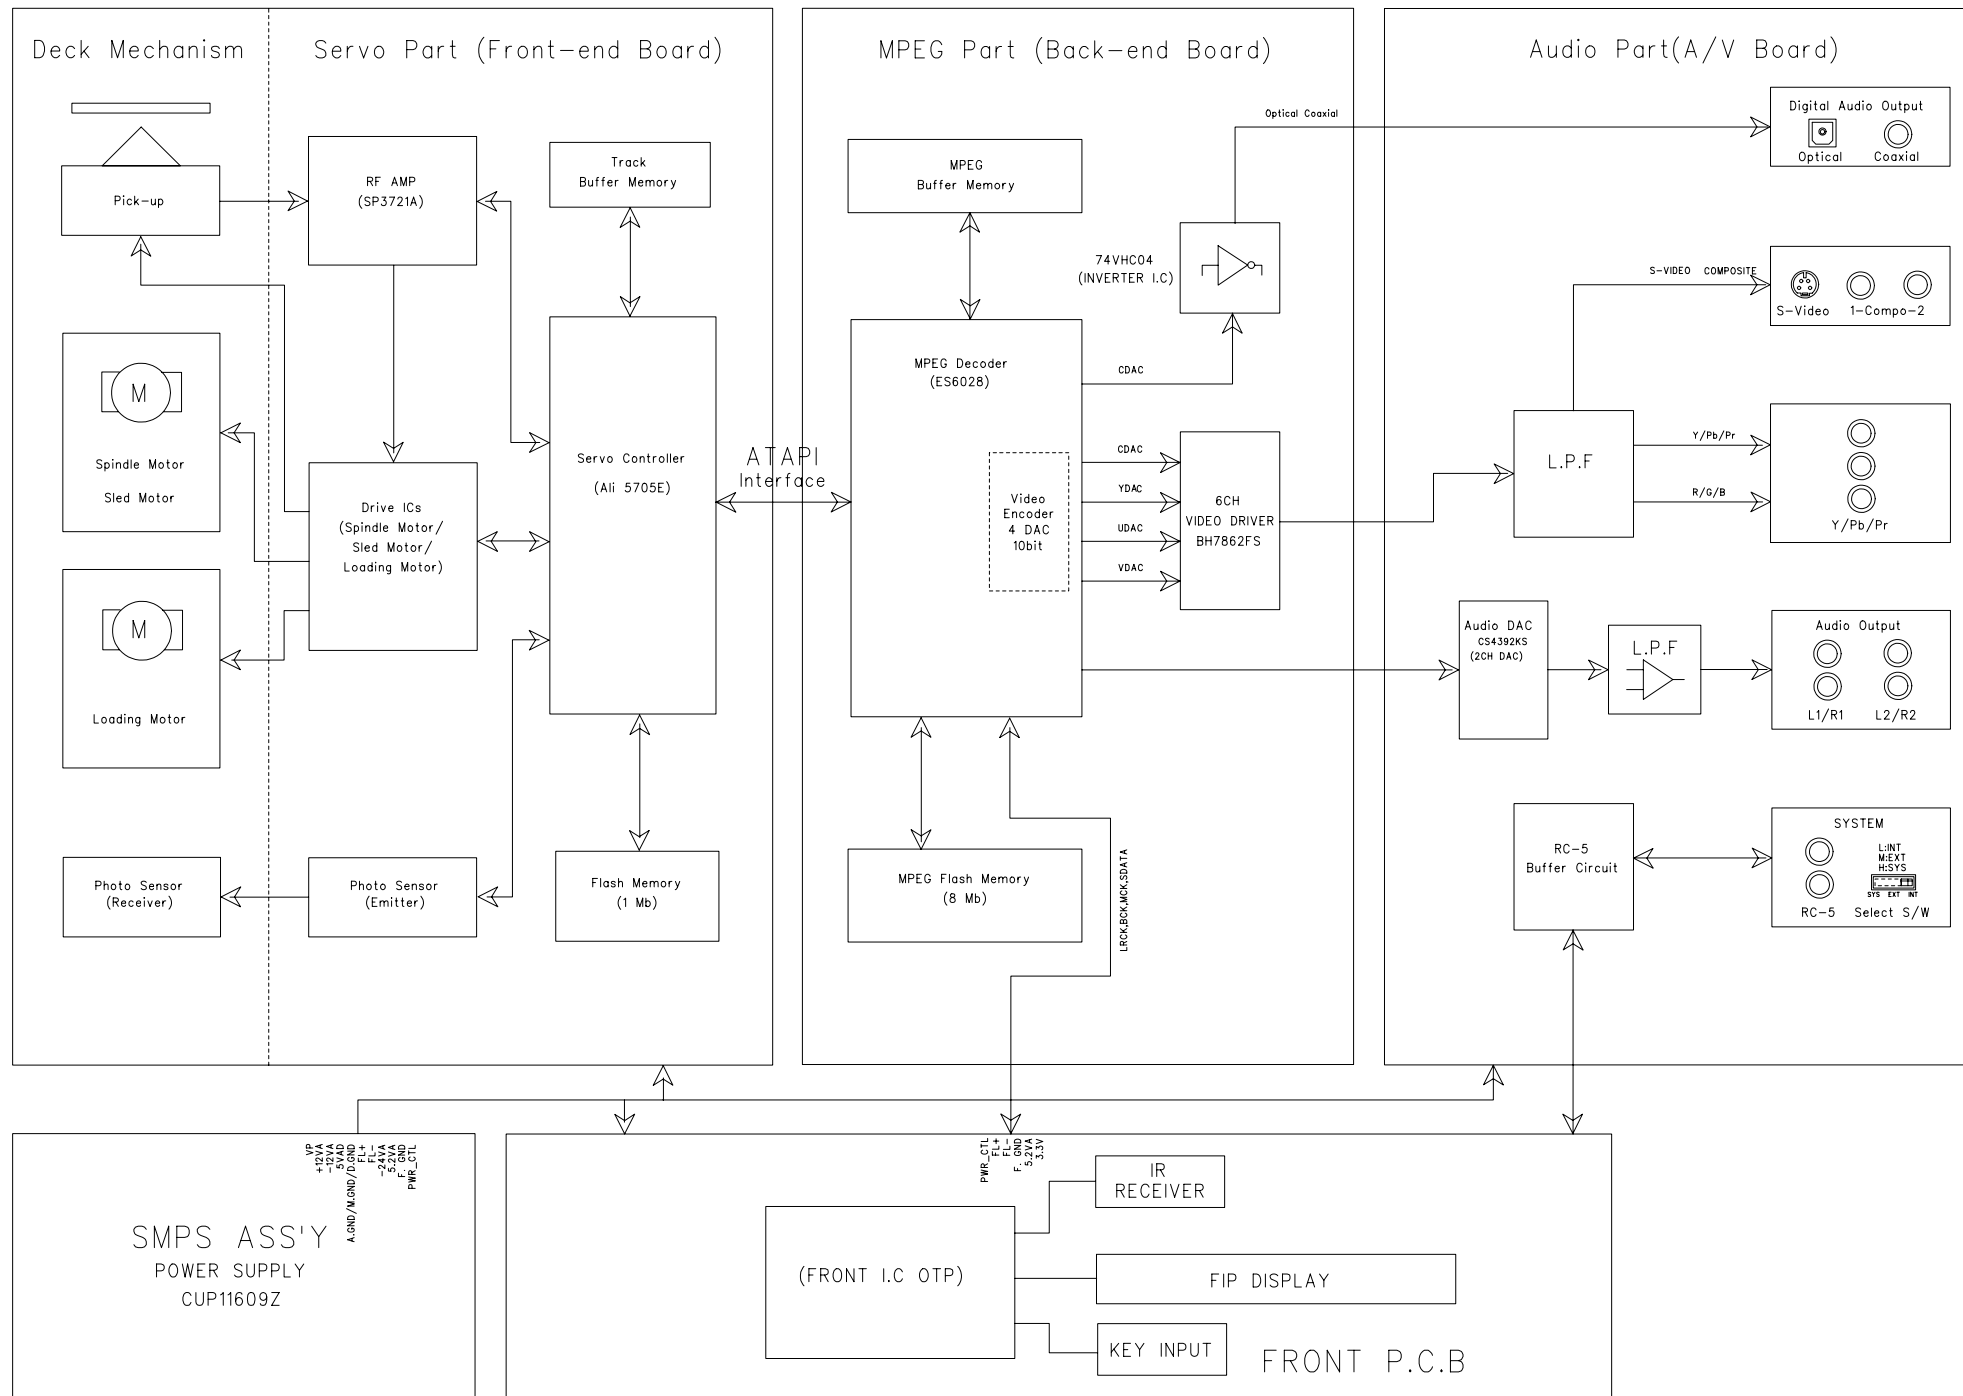 Deck Mechanism
Servo Part (Front-end Board)
MPEG Part (Back-end Board)
Audio Part(A/V Board)
Pick-up
RF AMP
(SP3721A)
Track
Buffer Memory
Spindle Motor
Sled Motor
M
Loading Motor
M
Drive ICs
(Spindle Motor/
Sled Motor/
Loading Motor)
Servo Controller
(Ali 5705E)
Photo Sensor
(Receiver)
Photo Sensor
(Emitter)
Flash Memory
(1 Mb)
ATAPI
Interface
MPEG
Buffer Memory
MPEG Decoder
(ES6028)
Video
Encoder
4 DAC
10bit
74VHC04
(INVERTER I.C)
Optical Coaxial
CDAC
CDAC
YDAC
UDAC
VDAC
6CH
VIDEO DRIVER
BH7862FS
MPEG Flash Memory
(8 Mb)
LRCK,BCK,MCK,SDATA
Digital Audio Output
Optical
Coaxial
S-VIDEO COMPOSITE
S-Video
1-Compo-2
L.P.F
Y/Pb/Pr
R/G/B
Y/Pb/Pr
Audio DAC
CS4392KS
(2CH DAC)
L.P.F
Audio Output
L1/R1
L2/R2
RC-5
Buffer Circuit
SYSTEM
L:INT
M:EXT
H:SYS
SYS EXT INT
RC-5
Select S/W
VP
+12VA
-12VA
5VAD
A.GND/M.GND/D.GND
FL+
FL-
-24VA
5.2VA
F. GND
PWR_CTL
SMPS ASS'Y
POWER SUPPLY
CUP11609Z
PWR_CTL
FL+
FL-
F. GND
5.2VA
3.3V
IR
RECEIVER
(FRONT I.C OTP)
FIP DISPLAY
KEY INPUT
FRONT P.C.B